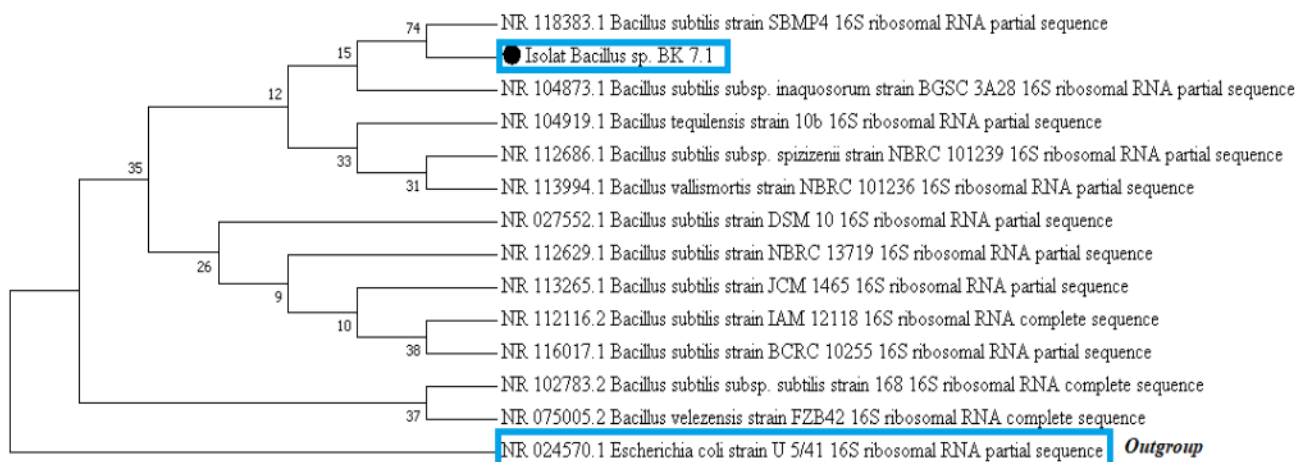 NR 118383.1 Bacillus subtilis strain SBMP4 16S ribosomal RNA partial sequence
74
Isolat Bacillus sp. BK 7.1
15
NR 104873.1 Bacillus subtilis subsp. inaquosorum strain BGSC 3A28 16S ribosomal RNA partial sequence
12
NR 104919.1 Bacillus tequilensis strain 10b 16S ribosomal RNA partial sequence
33
NR 112686.1 Bacillus subtilis subsp. spizizenii strain NBRC 101239 16S ribosomal RNA partial sequence
35
31
NR 113994.1 Bacillus vallismortis strain NBRC 101236 16S ribosomal RNA partial sequence
NR 027552.1 Bacillus subtilis strain DSM 10 16S ribosomal RNA partial sequence
26
NR 112629.1 Bacillus subtilis strain NBRC 13719 16S ribosomal RNA partial sequence
9
NR 113265.1 Bacillus subtilis strain JCM 1465 16S ribosomal RNA partial sequence
10
NR 112116.2 Bacillus subtilis strain IAM 12118 16S ribosomal RNA complete sequence
38
NR 116017.1 Bacillus subtilis strain BCRC 10255 16S ribosomal RNA partial sequence
NR 102783.2 Bacillus subtilis subsp. subtilis strain 168 16S ribosomal RNA complete sequence
37
NR 075005.2 Bacillus velezensis strain FZB42 16S ribosomal RNA complete sequence
NR 024570.1 Escherichia coli strain U 5/41 16S ribosomal RNA partial sequence Outgroup